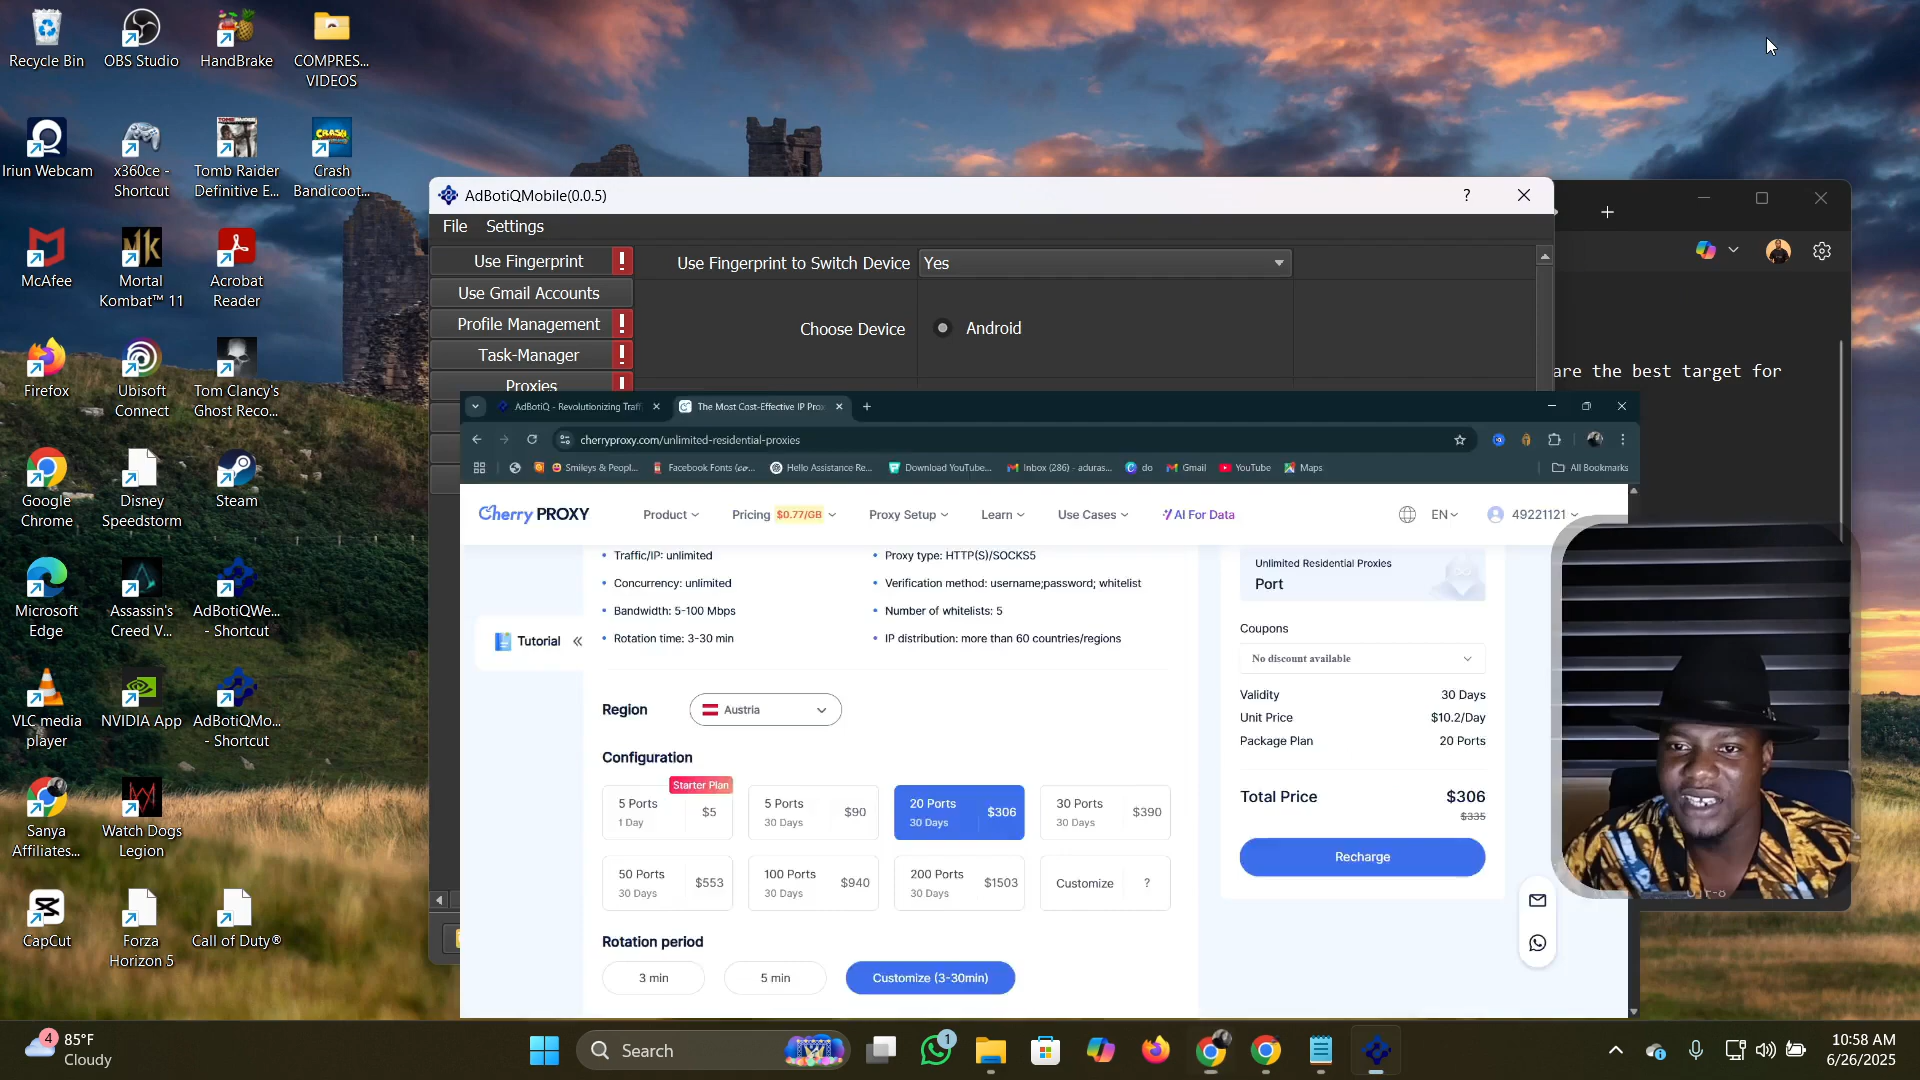 Recycle Bin
OBS Studio
HandBrake
COMPRES...
VIDEOS
Iriun Webcam
x360ce -
Shortcut
Tomb Raider
Definitive E...
Crash
Bandicoot...
McAfee
Mortal
Kombat™ 11
Acrobat
Reader
Firefox
Ubisoft
Connect
Tom Clancy's
Ghost Reco...
Google
Chrome
Disney
Speedstorm
Steam
Microsoft
Edge
Assassin's
Creed V...
AdBotiQWe...
- Shortcut
VLC media
player
NVIDIA App
AdBotiQMo...
- Shortcut
Sanya
Affiliates...
Watch Dogs
Legion
CapCut
Forza
Horizon 5
Call of Duty®
AdBotiQMobile(0.0.5)
?
File
Settings
Use Fingerprint
!
Use Gmail Accounts
Profile Management
!
Task-Manager
!
Proxies
!
Use Fingerprint to Switch Device
Yes
Choose Device
Android
are the best target for
AdBotiQ - Revolutionizing Traff
The Most Cost-Effective IP Prox
cherryproxy.com/unlimited-residential-proxies
Smileys & Peopl...
Facebook Fonts (𝓬𝓸...
Hello Assistance Re...
Download YouTube...
Inbox (286) - aduras...
do
Gmail
YouTube
Maps
All Bookmarks
Cherry PROXY
Product
Pricing $0.77/GB
Proxy Setup
Learn
Use Cases
AI For Data
EN
49221121
Traffic/IP: unlimited
Proxy type: HTTP(S)/SOCKS5
Concurrency: unlimited
Verification method: username;password; whitelist
Bandwidth: 5-100 Mbps
Number of whitelists: 5
Rotation time: 3-30 min
IP distribution: more than 60 countries/regions
Tutorial
Region
Austria
Configuration
Starter Plan
5 Ports
1 Day
$5
5 Ports
30 Days
$90
20 Ports
30 Days
$306
30 Ports
30 Days
$390
50 Ports
30 Days
$553
100 Ports
30 Days
$940
200 Ports
30 Days
$1503
Customize
?
Rotation period
3 min
5 min
Customize (3-30min)
Unlimited Residential Proxies
Port
Coupons
No discount available
Validity
30 Days
Unit Price
$10.2/Day
Package Plan
20 Ports
Total Price
$306
$335
Recharge
4
85°F
Cloudy
Search
1
10:58 AM
6/26/2025